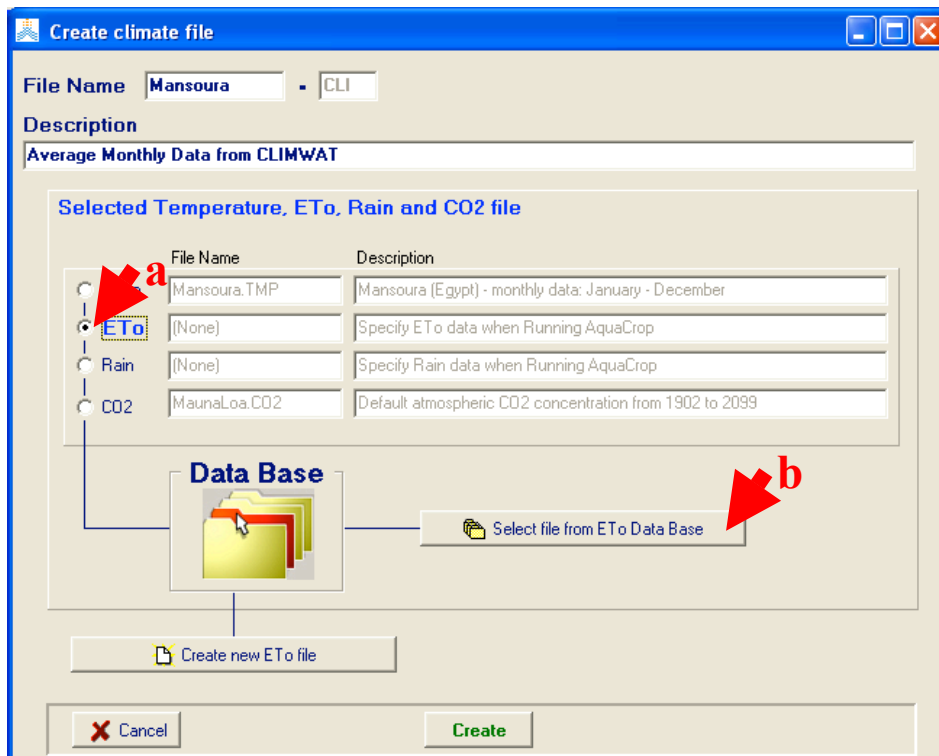 Create climate file
File Name Mansoura - CLI
Description
Average Monthly Data from CLIMWAT
Selected Temperature, ETo, Rain and CO2 file
File Name Description
a
Mansoura.TMP Mansoura (Egypt) - monthly data: January - December
ETo (None) Specify ETo data when Running AquaCrop
Rain (None) Specify Rain data when Running AquaCrop
CO2 MaunaLoa.CO2 Default atmospheric CO2 concentration from 1902 to 2099
Data Base
b
Select file from ETo Data Base
Create new ETo file
Cancel Create